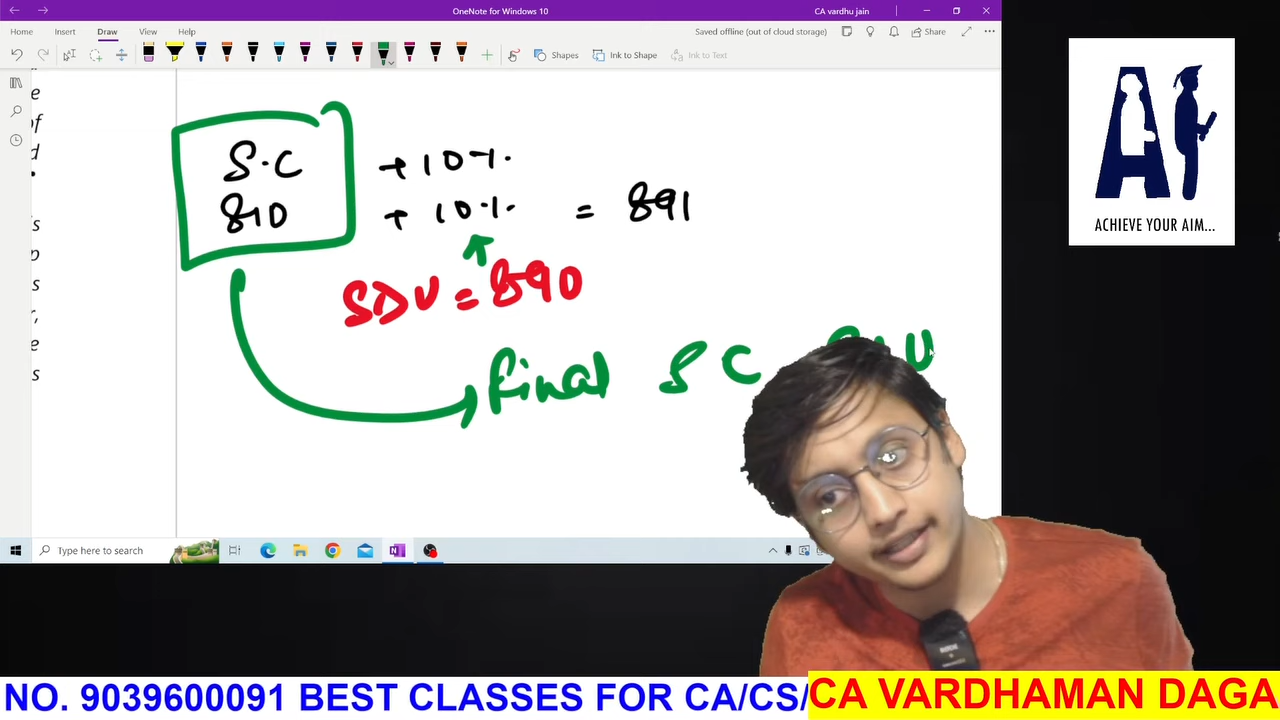 OneNote for Windows 10
CA vardhu jain
Home Insert Draw View Help
Saved offline (out of cloud storage)
Share
Shapes
Ink to Shape
Ink to Text
e
of
d
s
p
s
r,
e
s
S.C + 10%.
810 + 10%. = 891
SDV = 890
final S C
Type here to search
ACHIEVE YOUR AIM...
NO. 9039600091 BEST CLASSES FOR CA/CS/
CA VARDHAMAN DAGA